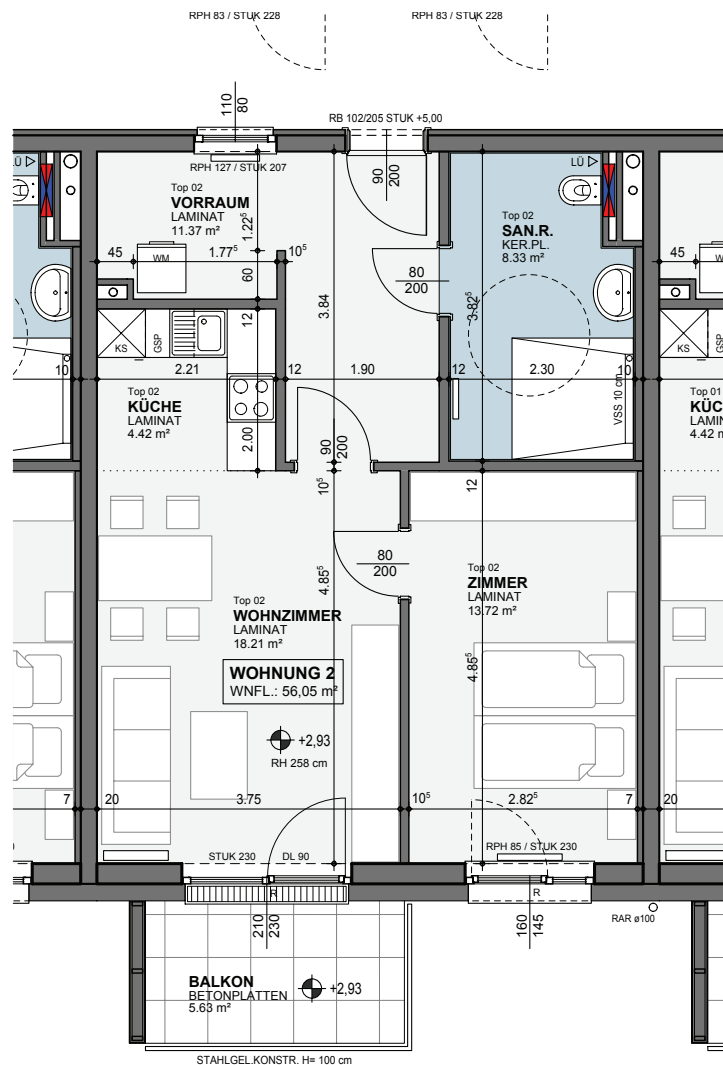 RPH 83 / STUK 228
RPH 83 / STUK 228
110
80
RB 102/205 STUK +5,00
LÜ
RPH 127 / STUK 207
Top 02
VORRAUM
LAMINAT
11.37 m²
1.22⁵
90
200
LÜ
Top 02
SAN.R.
KER.PL.
8.33 m²
45
1.77⁵
10⁵
WM
60
80
200
3.84
3.82⁵
45
12
KS
GSP
KS
GSP
10
2.21
12
1.90
12
2.30
10
Top 02
KÜCHE
LAMINAT
4.42 m²
2.00
90
200
10⁵
VSS 10 cm
12
Top 01
4.42
Top 02
WOHNZIMMER
LAMINAT
18.21 m²
4.85⁵
80
200
Top 02
ZIMMER
LAMINAT
13.72 m²
4.85⁵
WOHNUNG 2
WNFL.: 56,05 m²
+2,93
RH 258 cm
7
20
3.75
10⁵
2.82⁵
7
20
STUK 230
DL 90
RPH 85 / STUK 230
R
R
210
230
160
145
RAR ø100
BALKON
BETONPLATTEN
5.63 m²
+2,93
STAHLGEL.KONSTR. H= 100 cm